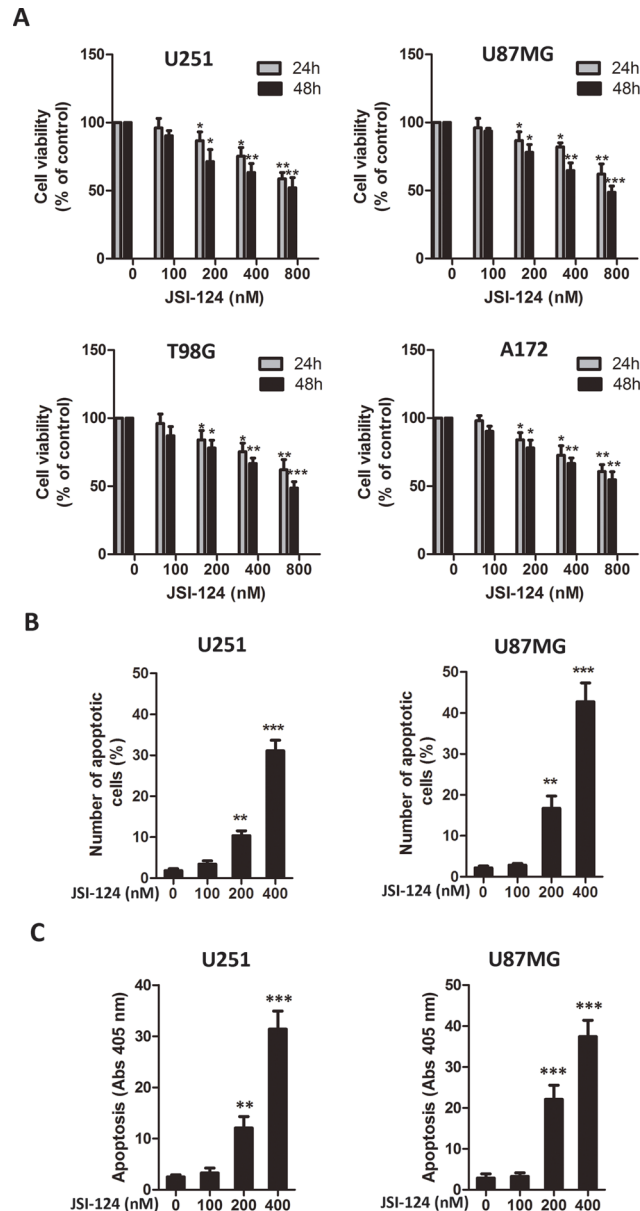 A
U251
24h
48h
150
100
50
0
Cell viability
(% of control)
* * * ** ** **
0 100 200 400 800
JSI-124 (nM)
U87MG
24h
48h
150
100
50
0
Cell viability
(% of control)
* * * ** ** ***
0 100 200 400 800
JSI-124 (nM)
T98G
24h
48h
150
100
50
0
Cell viability
(% of control)
* * * ** ** ***
0 100 200 400 800
JSI-124 (nM)
A172
24h
48h
150
100
50
0
Cell viability
(% of control)
* * * ** ** **
0 100 200 400 800
JSI-124 (nM)
B
U251
50
40
30
20
10
0
Number of apoptotic
cells (%)
** ***
JSI-124 (nM) 0 100 200 400
U87MG
50
40
30
20
10
0
Number of apoptotic
cells (%)
** ***
JSI-124 (nM) 0 100 200 400
C
U251
40
30
20
10
0
Apoptosis (Abs 405 nm)
** ***
JSI-124 (nM) 0 100 200 400
U87MG
50
40
30
20
10
0
Apoptosis (Abs 405 nm)
*** ***
JSI-124 (nM) 0 100 200 400